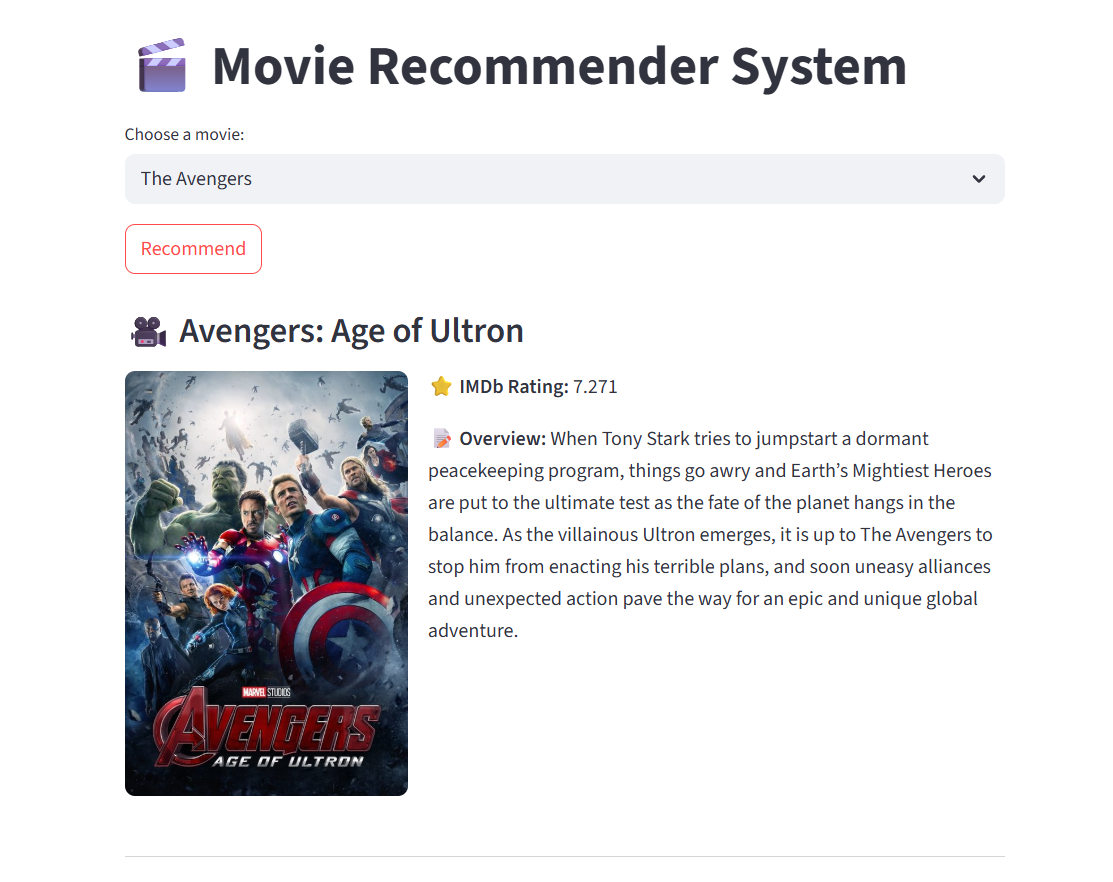 Movie Recommender System
Choose a movie:
The Avengers
Recommend
Avengers: Age of Ultron
IMDb Rating: 7.271
Overview: When Tony Stark tries to jumpstart a dormant
peacekeeping program, things go awry and Earth’s Mightiest Heroes
are put to the ultimate test as the fate of the planet hangs in the
balance. As the villainous Ultron emerges, it is up to The Avengers to
stop him from enacting his terrible plans, and soon uneasy alliances
and unexpected action pave the way for an epic and unique global
adventure.
MARVEL STUDIOS
AVENGERS
AGE OF ULTRON